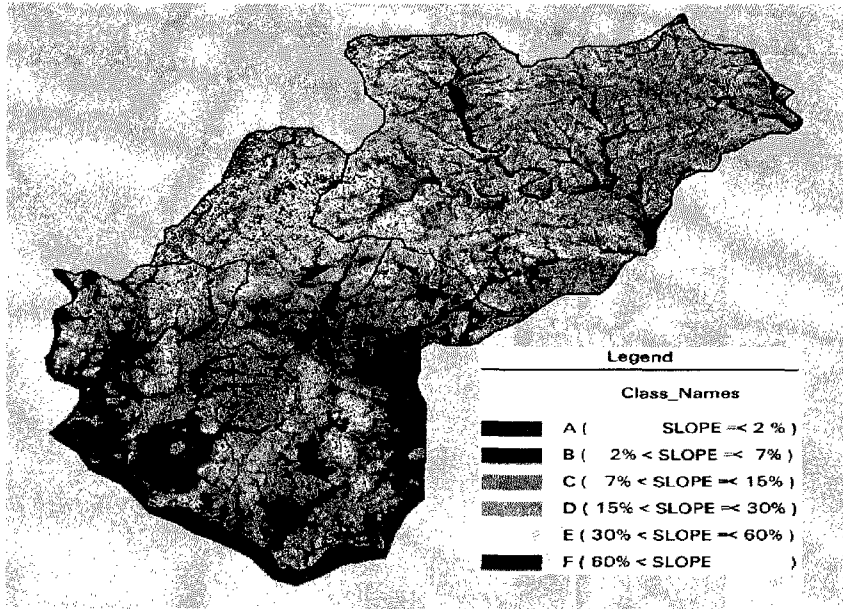 Legend
Class_Names
A ( SLOPE =< 2 % )
B ( 2% < SLOPE =< 7% )
C ( 7% < SLOPE =< 15% )
D ( 15% < SLOPE =< 30% )
E ( 30% < SLOPE =< 60% )
F ( 60% < SLOPE )